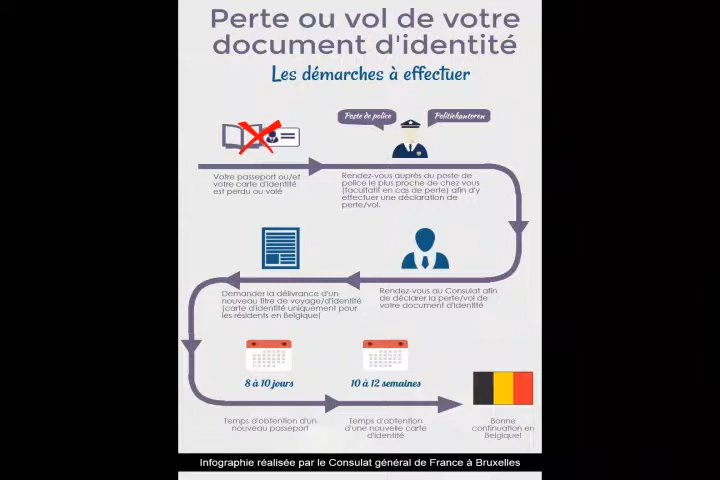 Perte ou vol de votre
document d'identité
Les démarches à effectuer
Poste de police
Politiekantoren
Votre passeport ou/et
votre carte d'identité
est perdu ou valé
Rendez-vous auprès du poste de
police le plus proche de chez vous
(facultatif en cas de perte) afin d'y
effectuer une déclaration de
perte/vol.
Rendez-vous au Consulat afin
de déclarer la perte/vol de
votre document d'identité
Demander la délivrance d'un
nouveau titre de voyage/d'identité
(carte d'identité uniquement pour
les résidents en Belgique)
8 à 10 jours
10 à 12 semaines
Temps d'obtention d'un
nouveau passeport
Temps d'obtention
d'une nouvelle carte
d'identité
Bonne
continuation en
Belgique!
Infographie réalisée par le Consulat général de France à Bruxelles